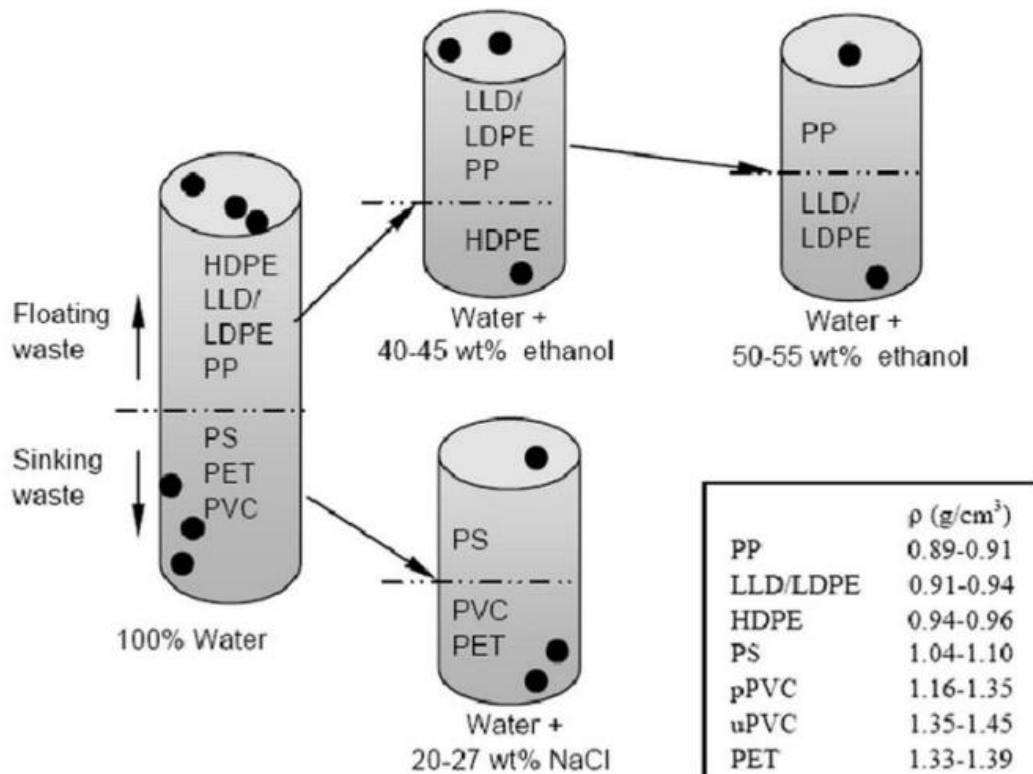 Floating
waste
Sinking
waste
HDPE
LLD/
LDPE
PP
PS
PET
PVC
100% Water
LLD/
LDPE
PP
HDPE
Water +
40-45 wt% ethanol
PP
LLD/
LDPE
Water +
50-55 wt% ethanol
PS
PVC
PET
Water +
20-27 wt% NaCl
ρ (g/cm³)
PP 0.89-0.91
LLD/LDPE 0.91-0.94
HDPE 0.94-0.96
PS 1.04-1.10
pPVC 1.16-1.35
uPVC 1.35-1.45
PET 1.33-1.39